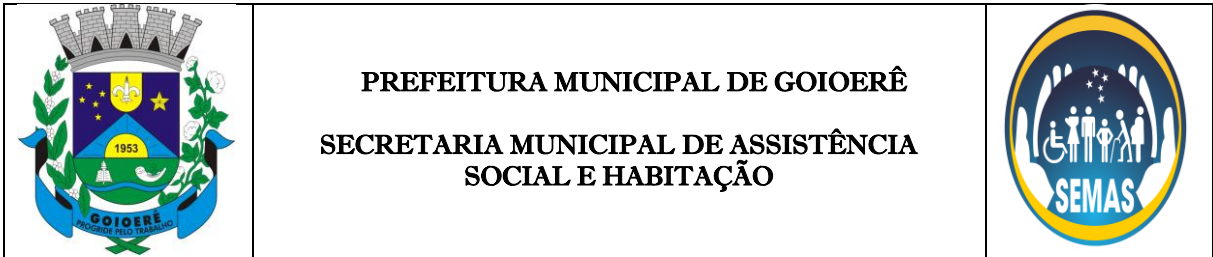 1953
GOIOERÊ
PROGRIDE PELO TRABALHO
PREFEITURA MUNICIPAL DE GOIOERÊ
SECRETARIA MUNICIPAL DE ASSISTÊNCIA
SOCIAL E HABITAÇÃO
SEMAS